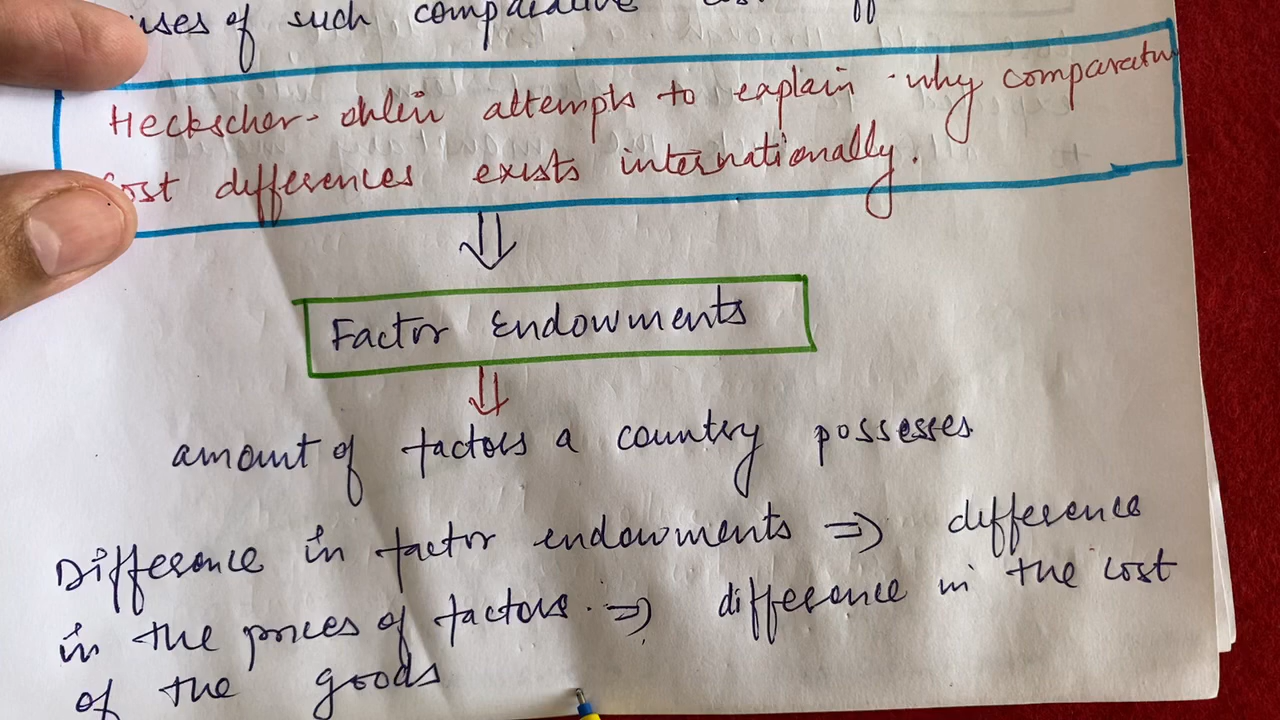 uses of such comparative cost
Heckscher-ohlin attempts to explain why comparative
cost differences exists internationally.
Factor Endowments
amount of factors a country possesses
Difference in factor endowments ⇒ difference
in the prices of factors. ⇒ difference in the cost
of the goods